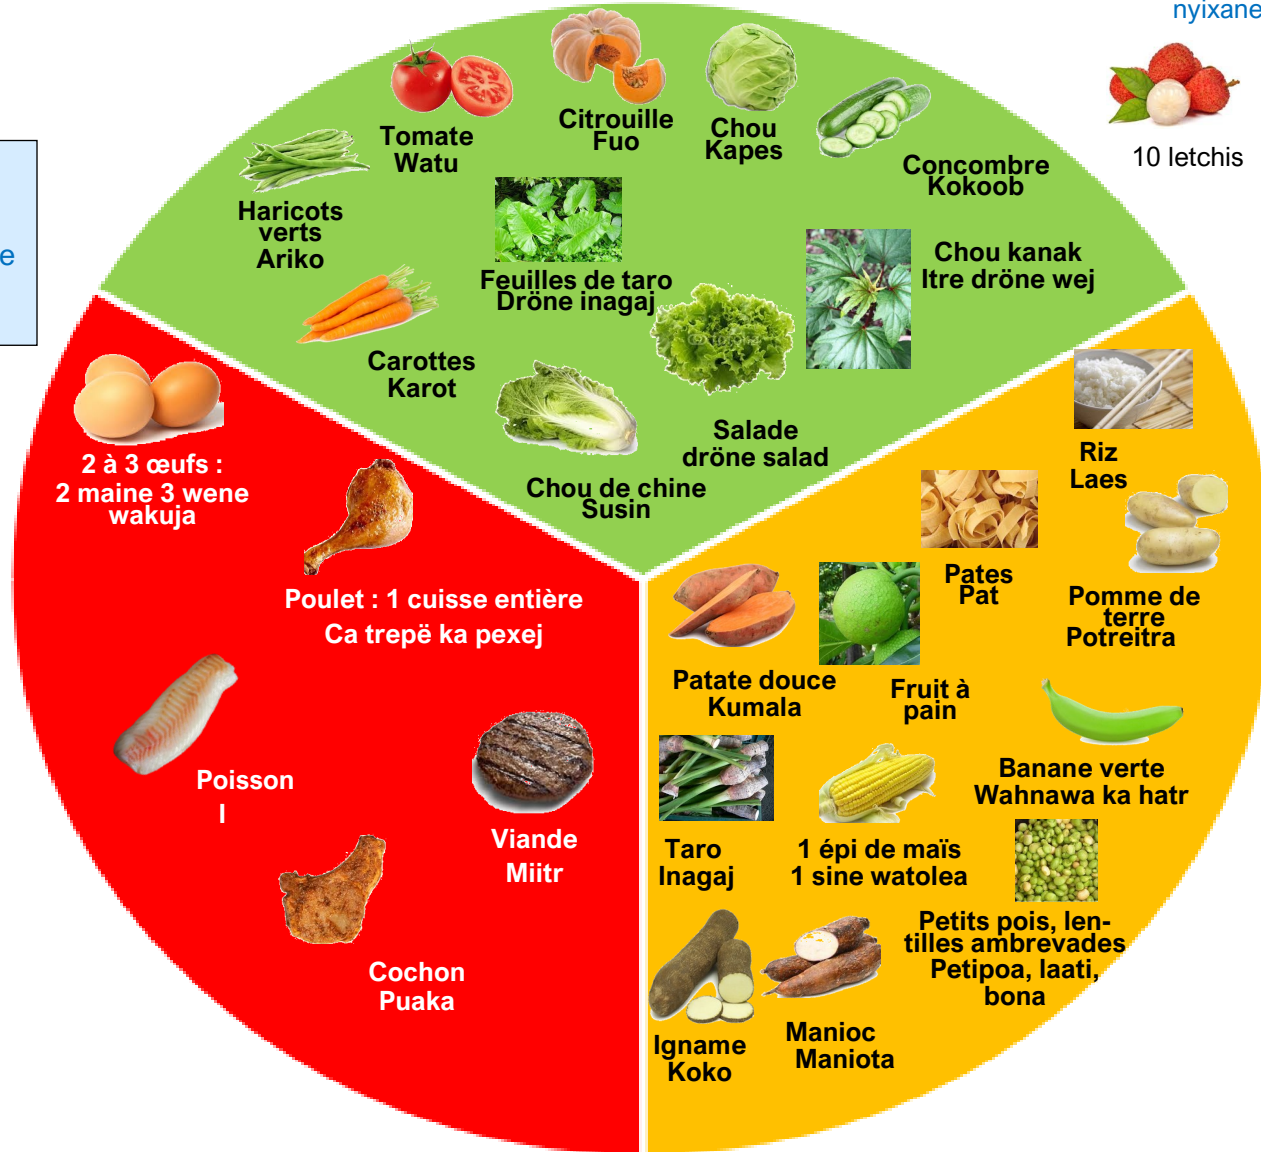 nyixane
10 letchis
e
Tomate
Watu
Citrouille
Fuo
Chou
Kapes
Concombre
Kokoob
Haricots
verts
Ariko
Feuilles de taro
Dröne inagaj
Chou kanak
Itre dröne wej
Carottes
Karot
Salade
dröne salad
Chou de chine
Susin
2 à 3 œufs :
2 maine 3 wene
wakuja
Poulet : 1 cuisse entière
Ca trepë ka pexej
Poisson
I
Viande
Miitr
Cochon
Puaka
Riz
Laes
Pates
Pat
Pomme de
terre
Potreitra
Patate douce
Kumala
Fruit à
pain
Banane verte
Wahnawa ka hatr
Taro
Inagaj
1 épi de maïs
1 sine watolea
Petits pois, len-
tilles ambrevades
Petipoa, laati,
bona
Igname
Koko
Manioc
Maniota